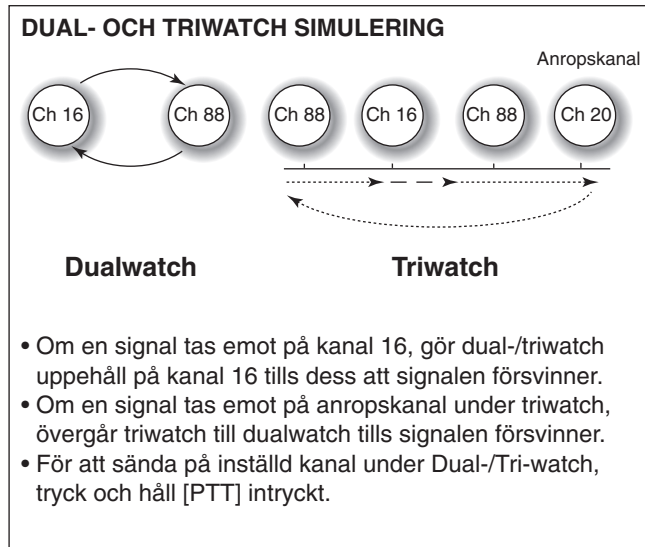 DUAL- OCH TRIWATCH SIMULERING
Anropskanal
Ch 16
Ch 88
Ch 88
Ch 16
Ch 88
Ch 20
Dualwatch
Triwatch
• Om en signal tas emot på kanal 16, gör dual-/triwatch
uppehåll på kanal 16 tills dess att signalen försvinner.
• Om en signal tas emot på anropskanal under triwatch,
övergår triwatch till dualwatch tills signalen försvinner.
• För att sända på inställd kanal under Dual-/Tri-watch,
tryck och håll [PTT] intryckt.